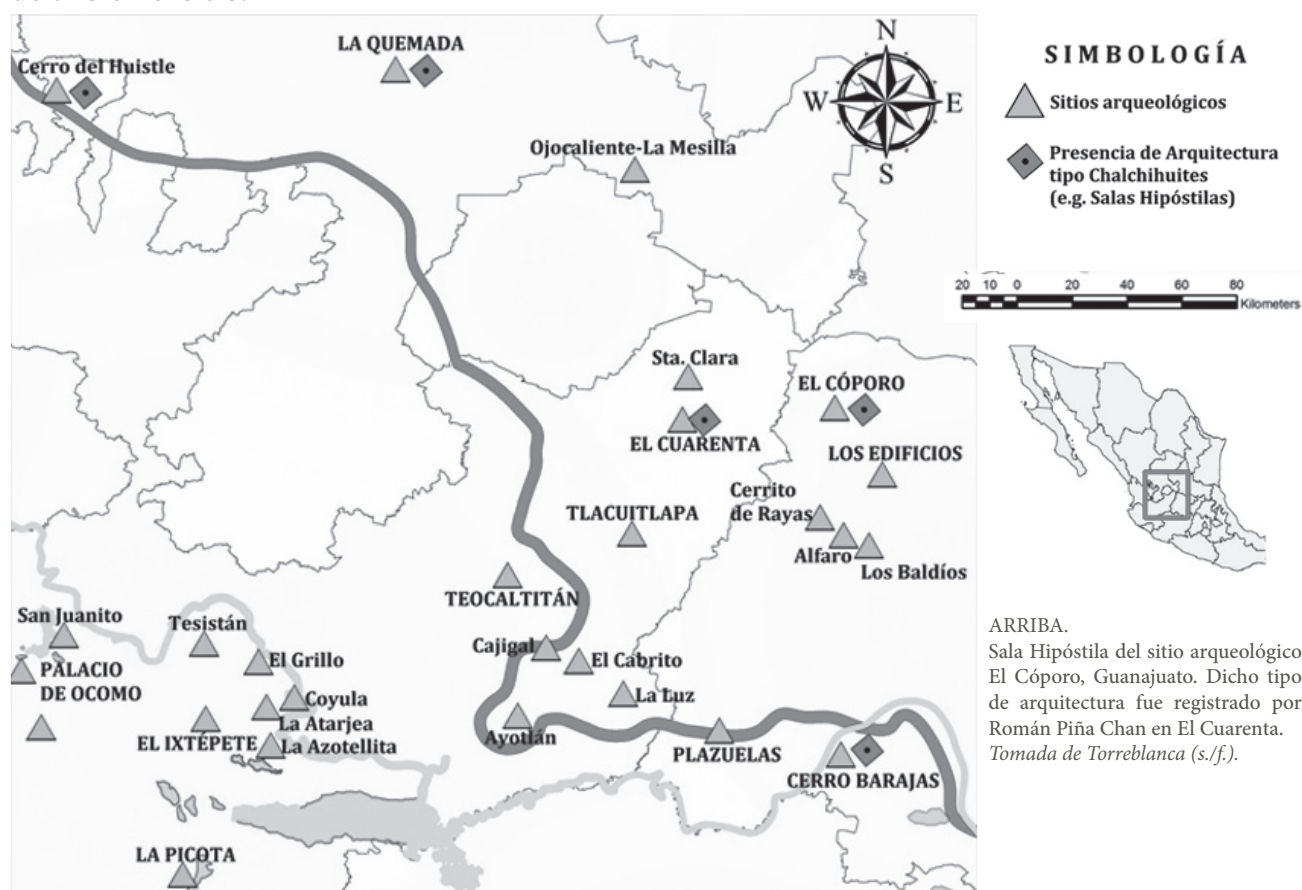 LA QUEMADA
Cerro del Huistle
Ojocaliente-La Mesilla
N
W
E
S
Sta. Clara
EL CUARENTA
EL CÓPORO
LOS EDIFICIOS
TLACUITLAPA
Cerrito
de Rayas
Alfaro
Los Baldíos
TEOCALTITÁN
San Juanito
Tesistán
Cajigal
El Grillo
El Cabrito
PALACIO
DE OCOMO
Coyula
La Luz
La Atarjea
EL IXTÉPETE
La Azotellita
Ayotlán
PLAZUELAS
CERRO BARAJAS
LA PICOTA
SIMBOLOGÍA
Sitios arqueológicos
Presencia de Arquitectura
tipo Chalchihuites
(e.g. Salas Hipóstilas)
20 10 0 20 40 60 80
Kilometers
ARRIBA.
Sala Hipóstila del sitio arqueológico
El Cóporo, Guanajuato. Dicho tipo
de arquitectura fue registrado por
Román Piña Chan en El Cuarenta.
Tomada de Torreblanca (s./f.).